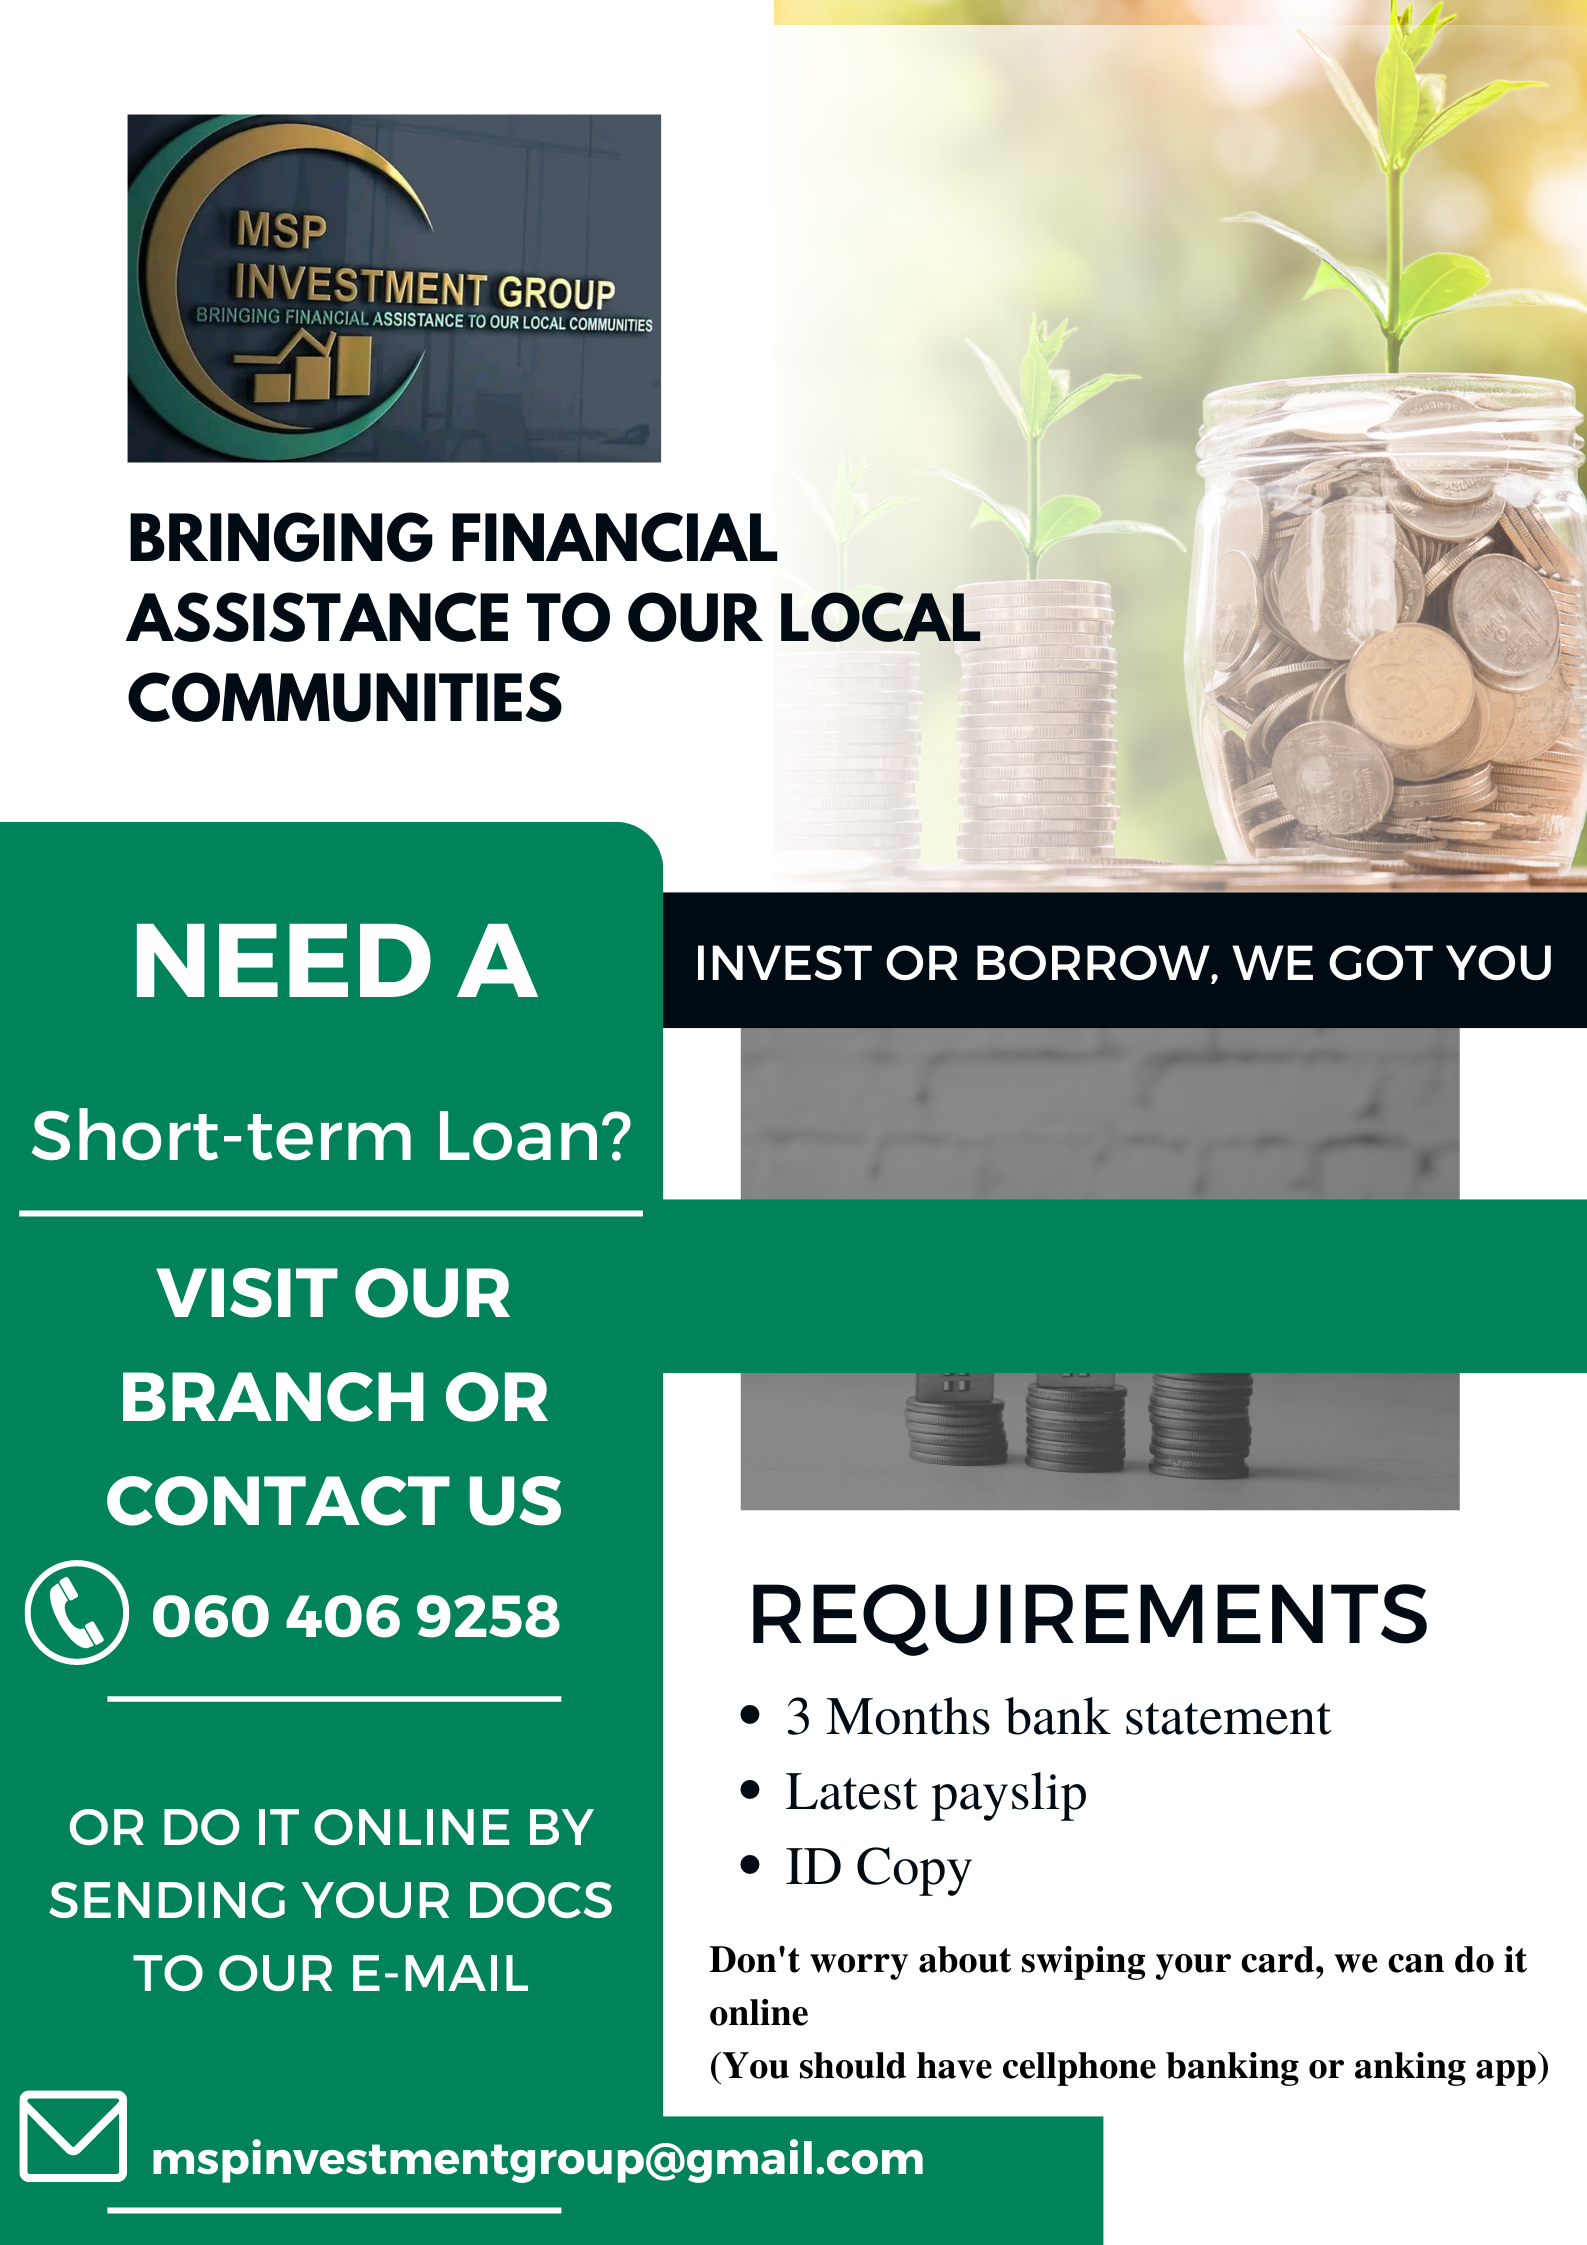 MSP
INVESTMENT GROUP
BRINGING FINANCIAL ASSISTANCE TO OUR LOCAL COMMUNITIES
BRINGING FINANCIAL
ASSISTANCE TO OUR LOCAL
COMMUNITIES
NEED A
Short-term Loan?
INVEST OR BORROW, WE GOT YOU
VISIT OUR
BRANCH OR
CONTACT US
060 406 9258
OR DO IT ONLINE BY
SENDING YOUR DOCS
TO OUR E-MAIL
mspinvestmentgroup@gmail.com
REQUIREMENTS
• 3 Months bank statement
• Latest payslip
• ID Copy
Don't worry about swiping your card, we can do it
online
(You should have cellphone banking or anking app)